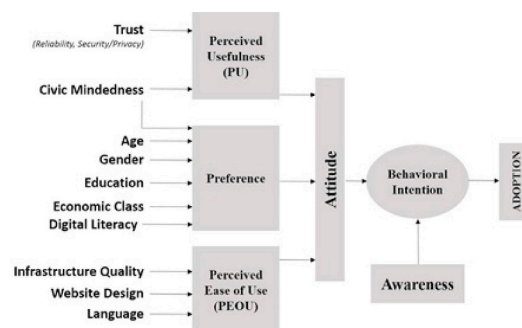 Trust
(Reliability, Security/Privacy)
Civic Mindedness
Age
Gender
Education
Economic Class
Digital Literacy
Infrastructure Quality
Website Design
Language
Perceived
Usefulness
(PU)
Preference
Perceived
Ease of Use
(PEOU)
Attitude
Behavioral
Intention
Awareness
ADOPTION